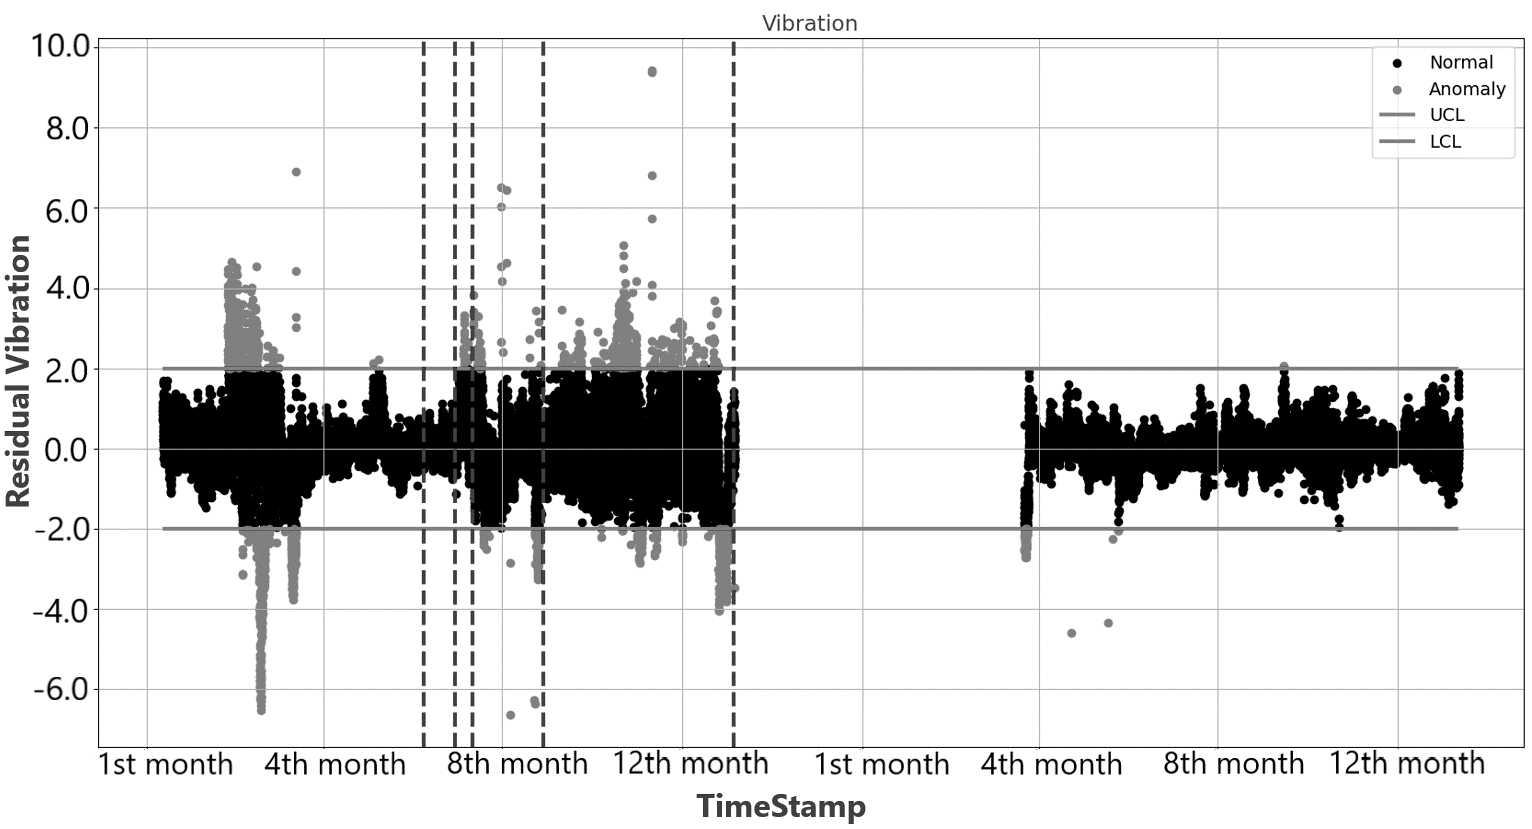 Vibration
10.0
8.0
6.0
4.0
2.0
0.0
-2.0
-4.0
-6.0
Residual Vibration
Normal
Anomaly
UCL
LCL
1st month 4th month 8th month 12th month 1st month 4th month 8th month 12th month
TimeStamp